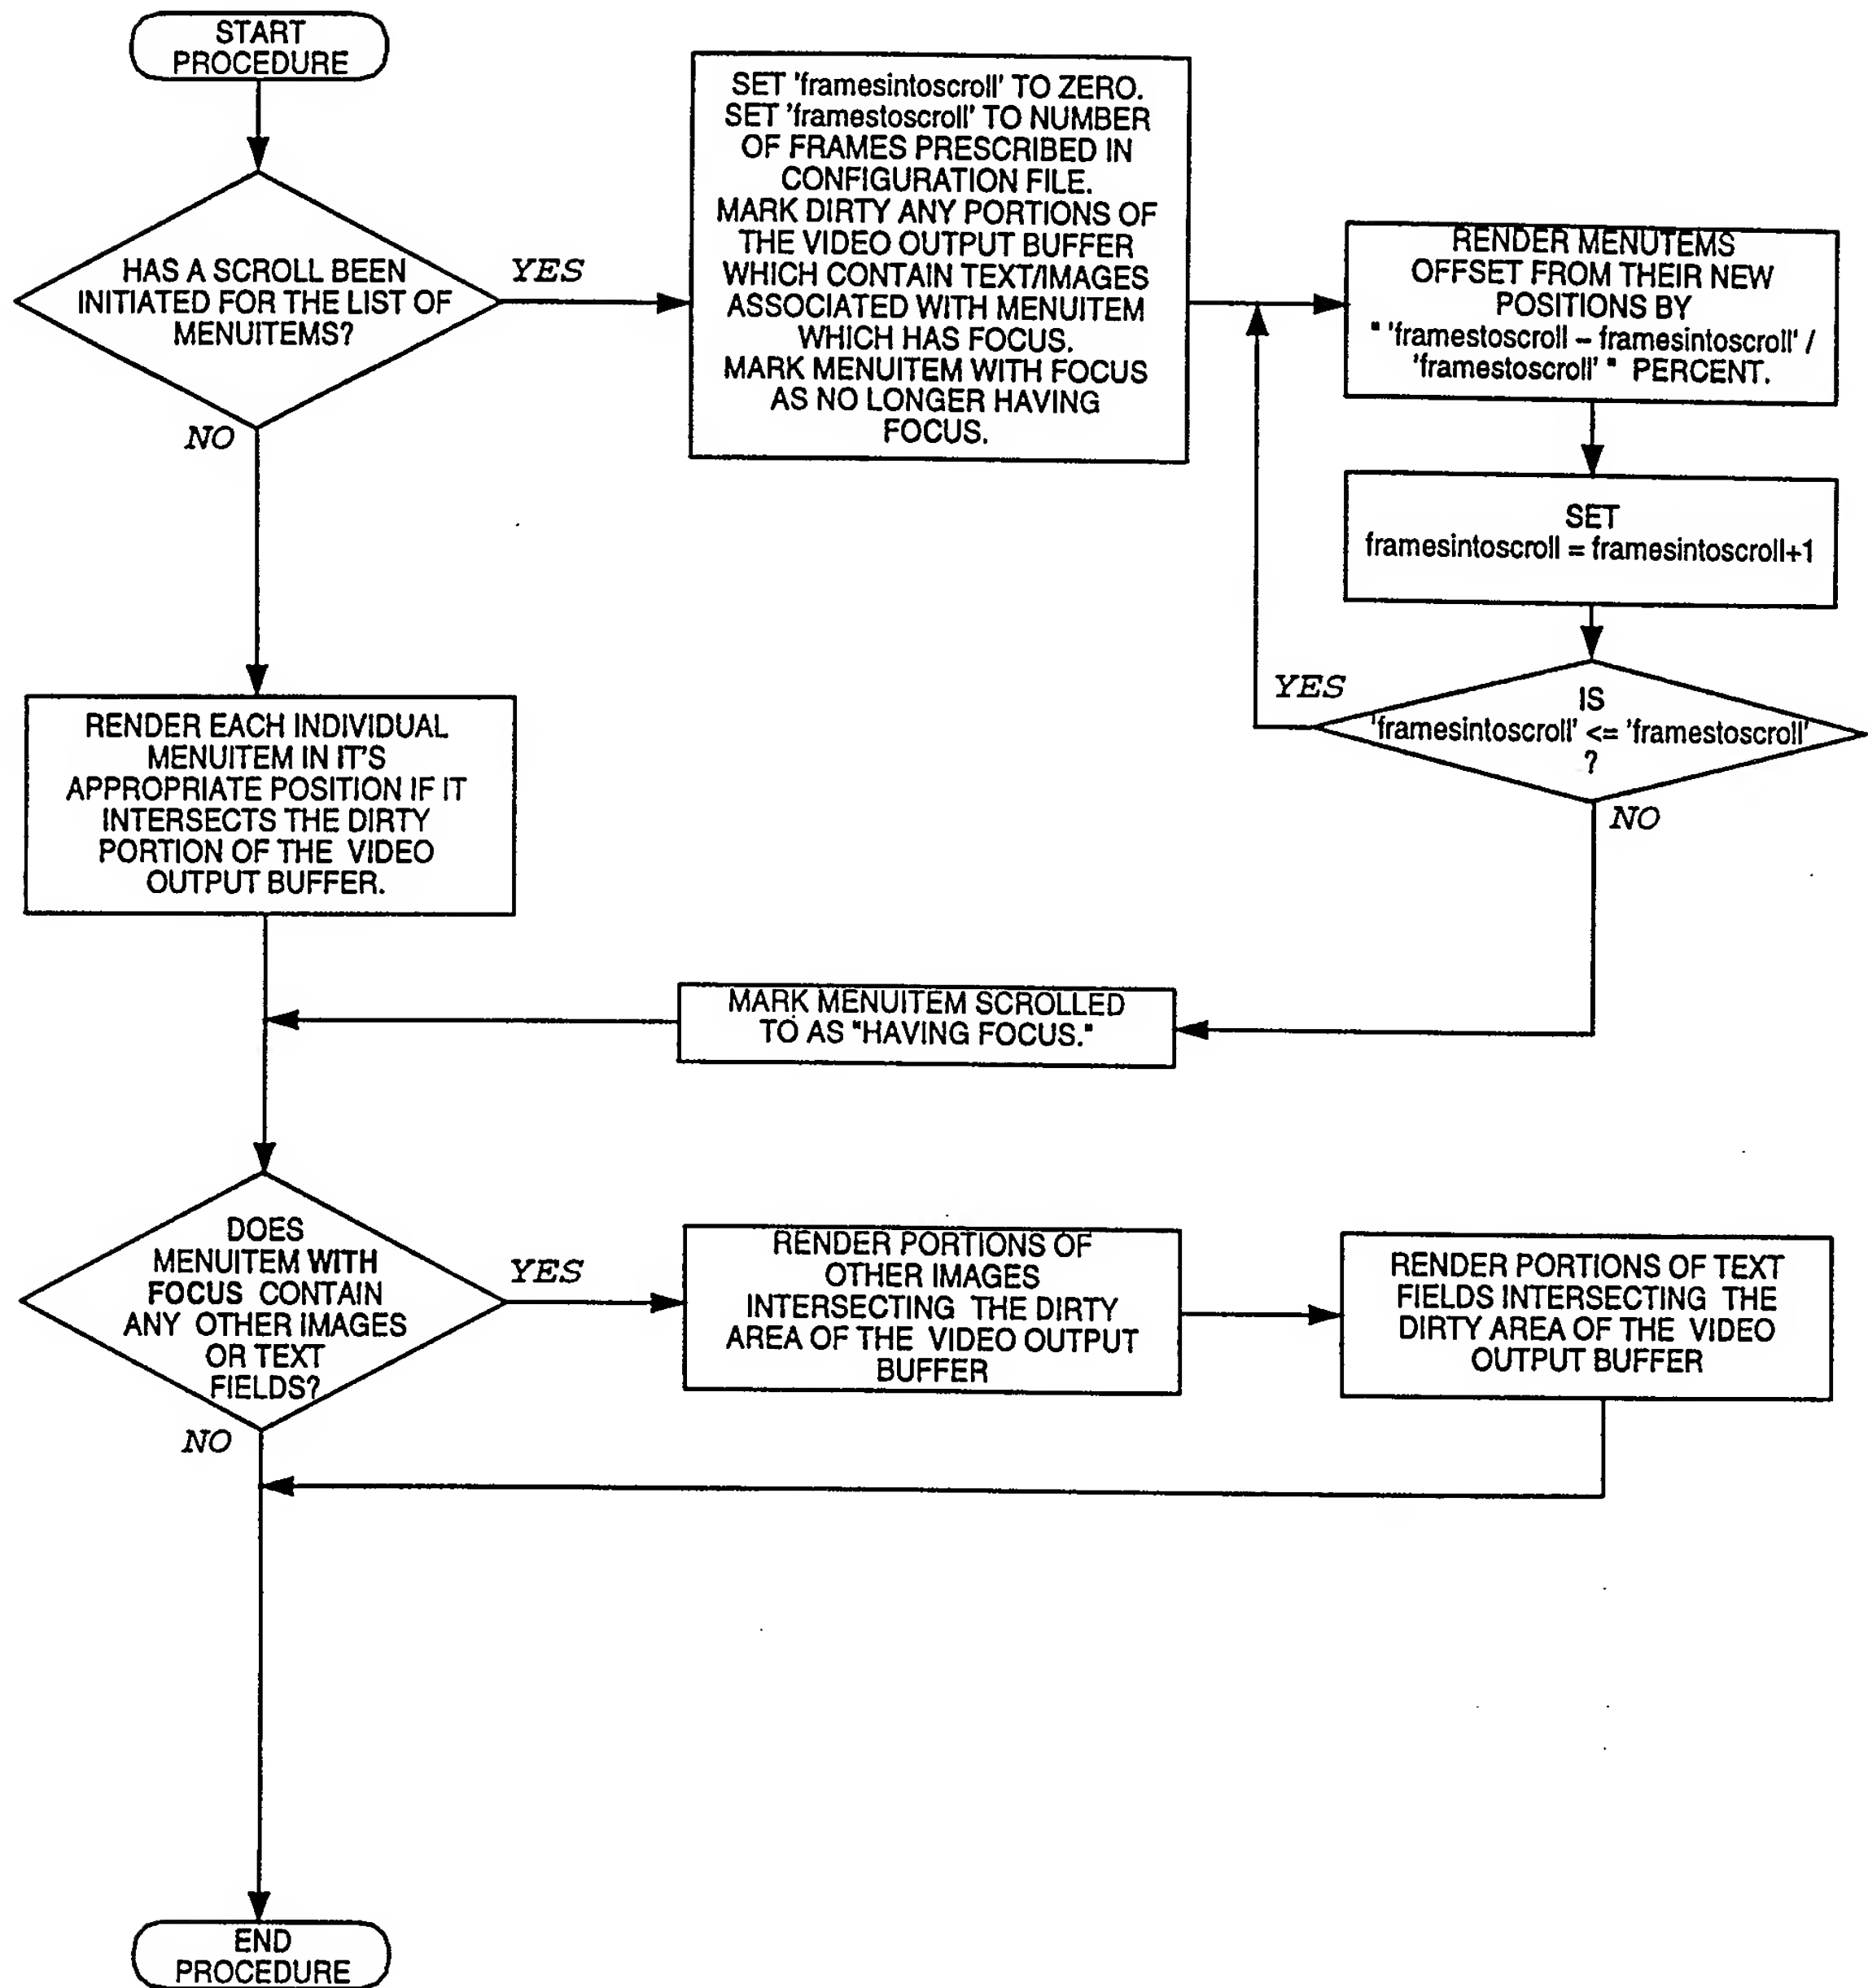 START
PROCEDURE
HAS A SCROLL BEEN
INITIATED FOR THE LIST OF
MENUITEMS?
YES
NO
SET 'framesintoscroll' TO ZERO.
SET 'framestoscroll' TO NUMBER
OF FRAMES PRESCRIBED IN
CONFIGURATION FILE.
MARK DIRTY ANY PORTIONS OF
THE VIDEO OUTPUT BUFFER
WHICH CONTAIN TEXT/IMAGES
ASSOCIATED WITH MENUITEM
WHICH HAS FOCUS.
MARK MENUITEM WITH FOCUS
AS NO LONGER HAVING
FOCUS.
RENDER MENUTEMS
OFFSET FROM THEIR NEW
POSITIONS BY
" 'framestoscroll – framesintoscroll' /
'framestoscroll' " PERCENT.
SET
framesintoscroll = framesintoscroll+1
IS
'framesintoscroll' <= 'framestoscroll'
?
YES
NO
RENDER EACH INDIVIDUAL
MENUITEM IN IT'S
APPROPRIATE POSITION IF IT
INTERSECTS THE DIRTY
PORTION OF THE VIDEO
OUTPUT BUFFER.
MARK MENUITEM SCROLLED
TO AS "HAVING FOCUS."
DOES
MENUITEM WITH
FOCUS CONTAIN
ANY OTHER IMAGES
OR TEXT
FIELDS?
YES
NO
RENDER PORTIONS OF
OTHER IMAGES
INTERSECTING THE DIRTY
AREA OF THE VIDEO OUTPUT
BUFFER
RENDER PORTIONS OF TEXT
FIELDS INTERSECTING THE
DIRTY AREA OF THE VIDEO
OUTPUT BUFFER
END
PROCEDURE